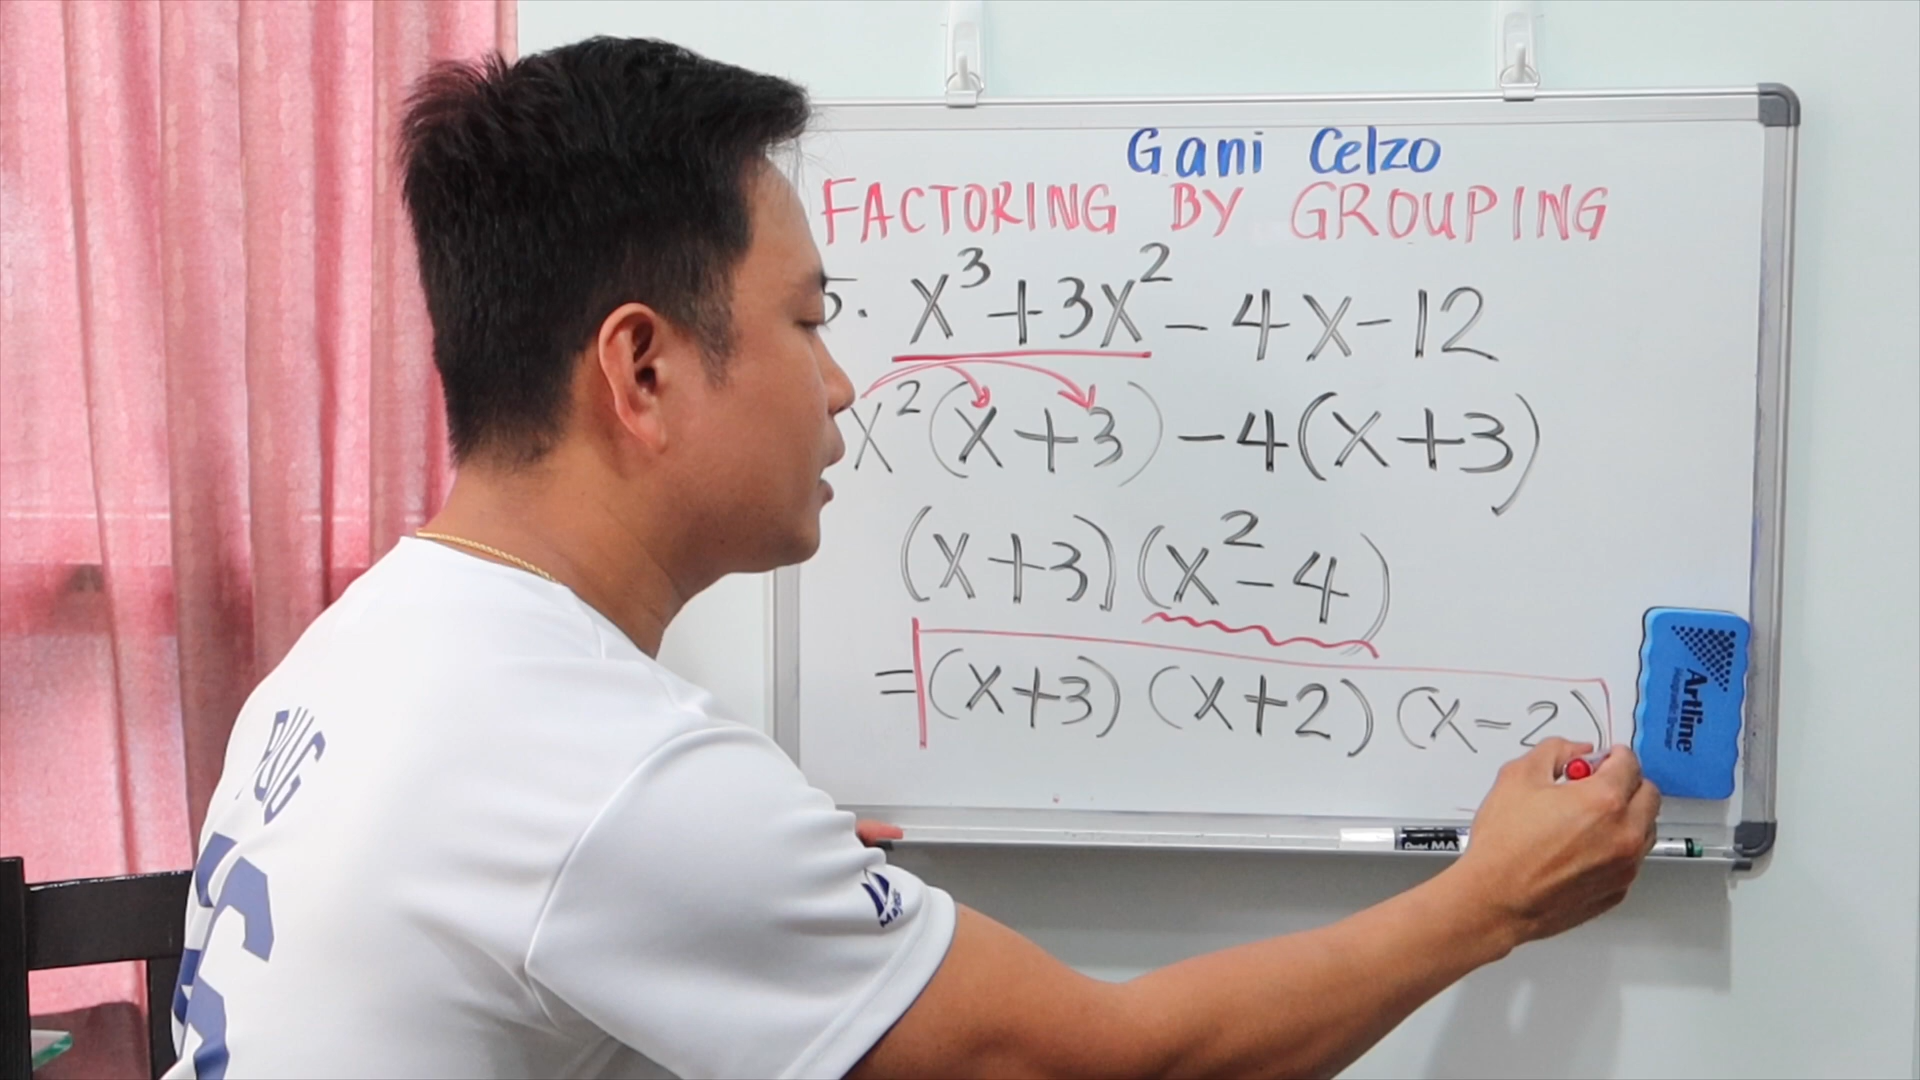 Gani Celzo
FACTORING BY GROUPING
5. x³+3x²-4x-12
x²(x+3)-4(x+3)
(x+3)(x²-4)
=(x+3)(x+2)(x-2)
Artline
PUIG